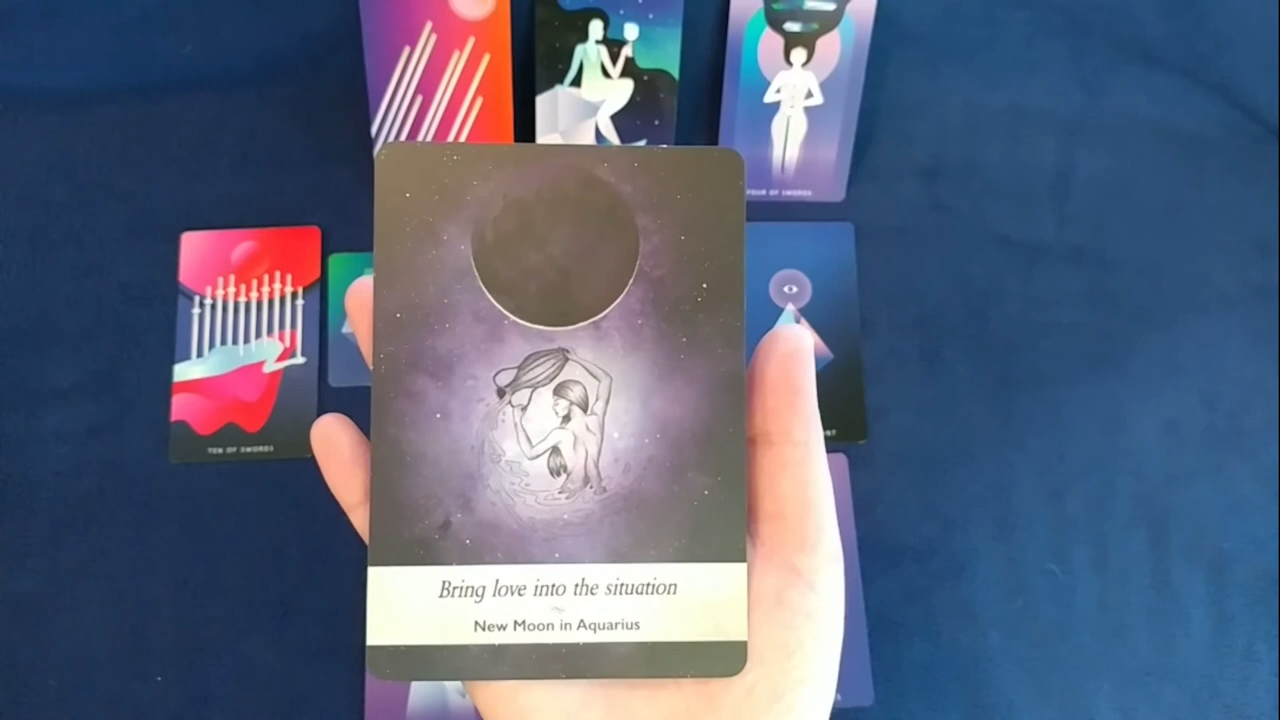 FOUR OF SWORDS
TEN OF SWORDS
Bring love into the situation
New Moon in Aquarius